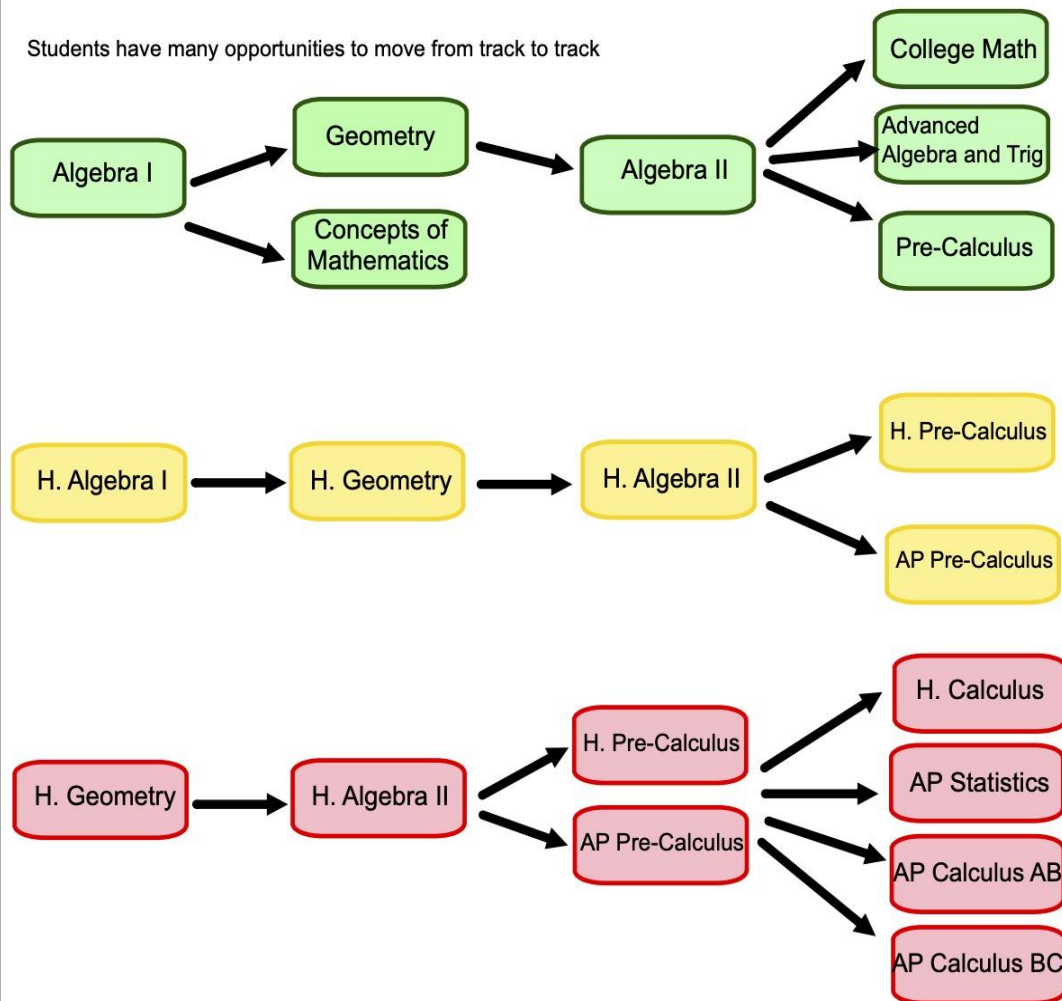 Students have many opportunities to move from track to track
Algebra I
Geometry
Concepts of
Mathematics
Algebra II
College Math
Advanced
Algebra and Trig
Pre-Calculus
H. Algebra I
H. Geometry
H. Algebra II
H. Pre-Calculus
AP Pre-Calculus
H. Geometry
H. Algebra II
H. Pre-Calculus
AP Pre-Calculus
H. Calculus
AP Statistics
AP Calculus AB
AP Calculus BC